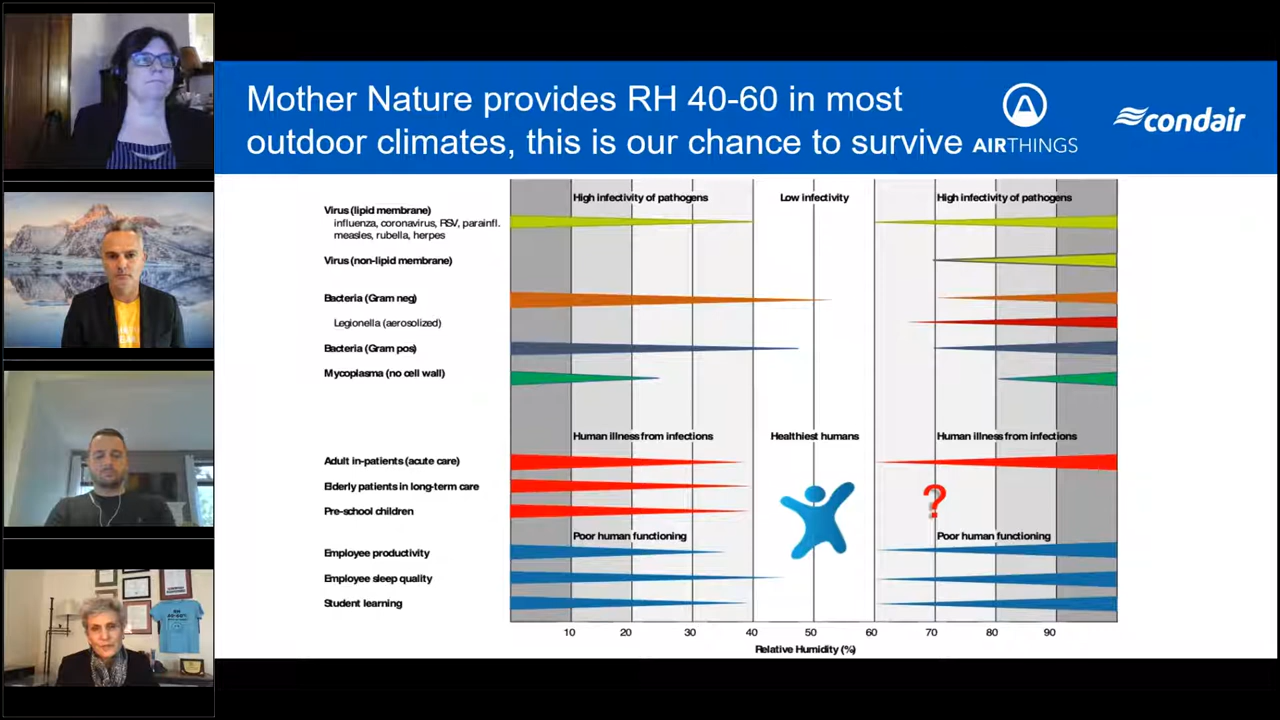 Mother Nature provides RH 40-60 in most
outdoor climates, this is our chance to survive
AIRTHINGS
condair
High infectivity of pathogens
Low infectivity
High infectivity of pathogens
Virus (lipid membrane)
influenza, coronavirus, RSV, parainfl.
measles, rubella, herpes
Virus (non-lipid membrane)
Bacteria (Gram neg)
Legionella (aerosolized)
Bacteria (Gram pos)
Mycoplasma (no cell wall)
Human illness from infections
Healthiest humans
Human illness from infections
Adult in-patients (acute care)
Elderly patients in long-term care
?
Pre-school children
Poor human functioning
Poor human functioning
Employee productivity
Employee sleep quality
Student learning
10 20 30 40 50 60 70 80 90
Relative Humidity (%)